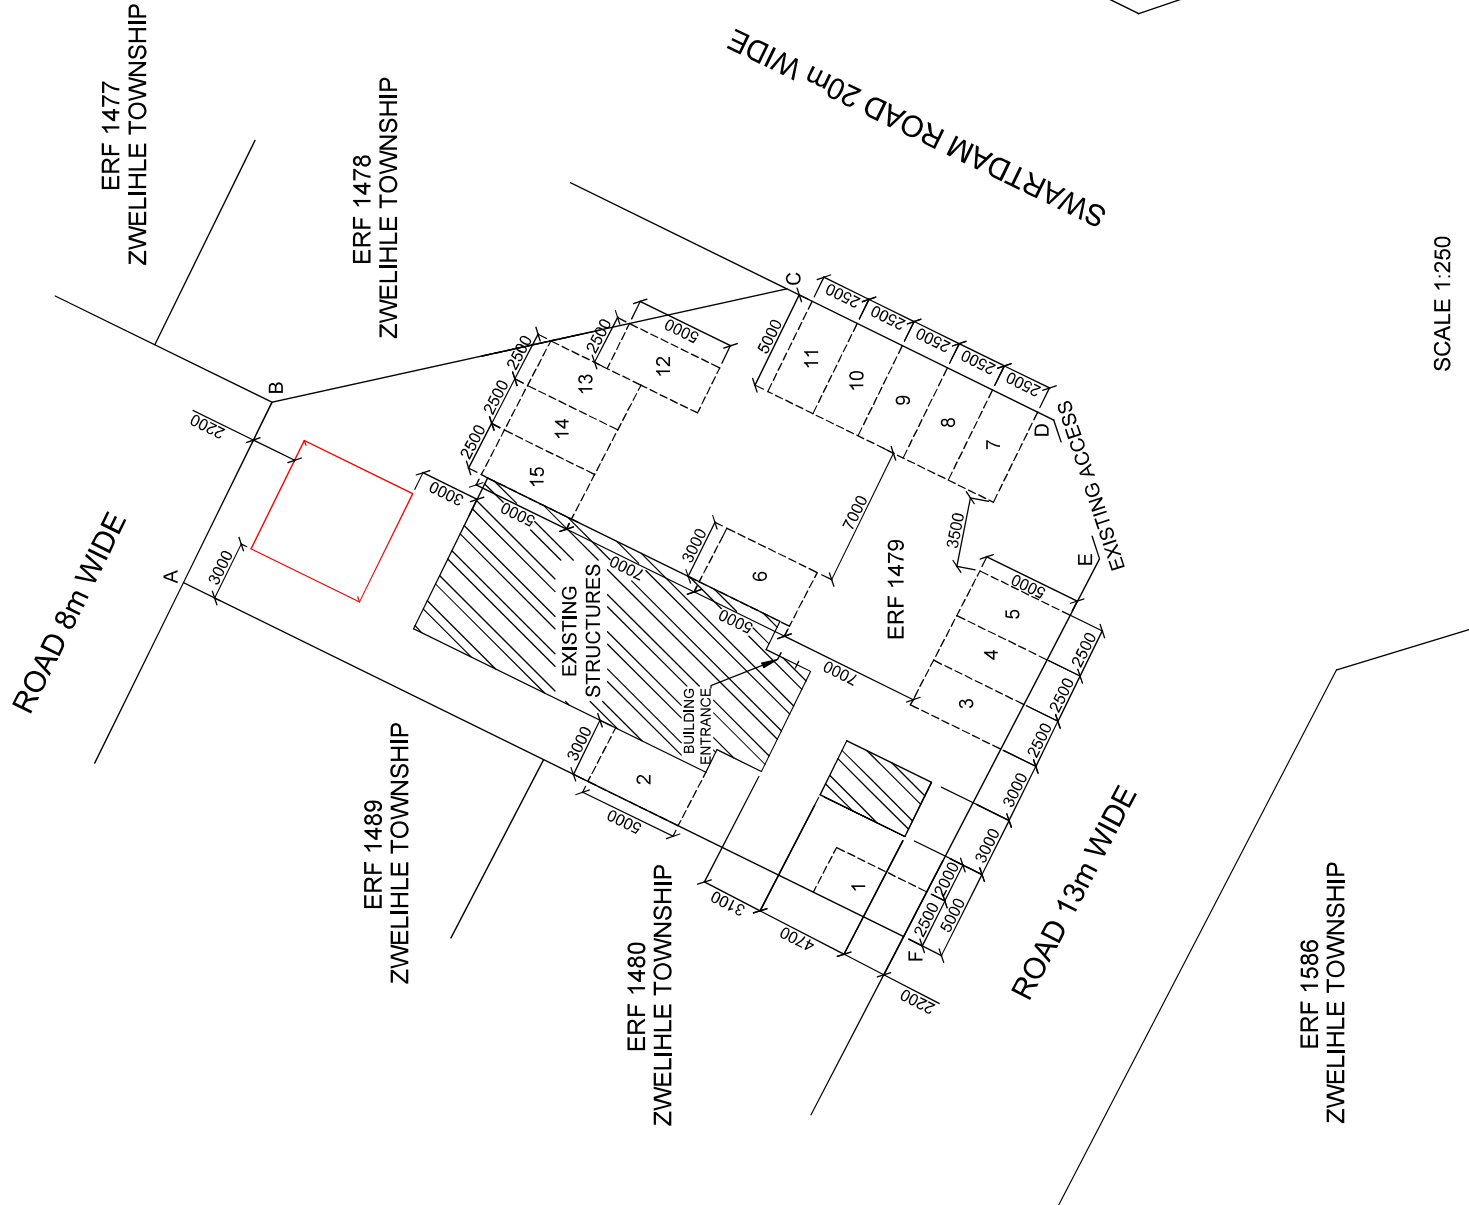 ERF 1477
ZWELIHLE TOWNSHIP
ERF 1478
ZWELIHLE TOWNSHIP
SWARTDAM ROAD 20m WIDE
ROAD 8m WIDE
A
B
2200
3000
3000
2500
2500
2500
2500
5000
15
14
13
12
5000
7000
3000
5000
6
7000
EXISTING
STRUCTURES
BUILDING
ENTRANCE
C
5000
2500
2500
2500
2500
2500
11
10
9
8
7
D
EXISTING ACCESS
E
3500
7000
ERF 1479
5000
5
4
3
2500
2500
2500
3000
3000
2000
2500
5000
1
F
2200
4700
3100
3000
2
5000
ERF 1489
ZWELIHLE TOWNSHIP
ERF 1480
ZWELIHLE TOWNSHIP
ROAD 13m WIDE
ERF 1586
ZWELIHLE TOWNSHIP
SCALE 1:250